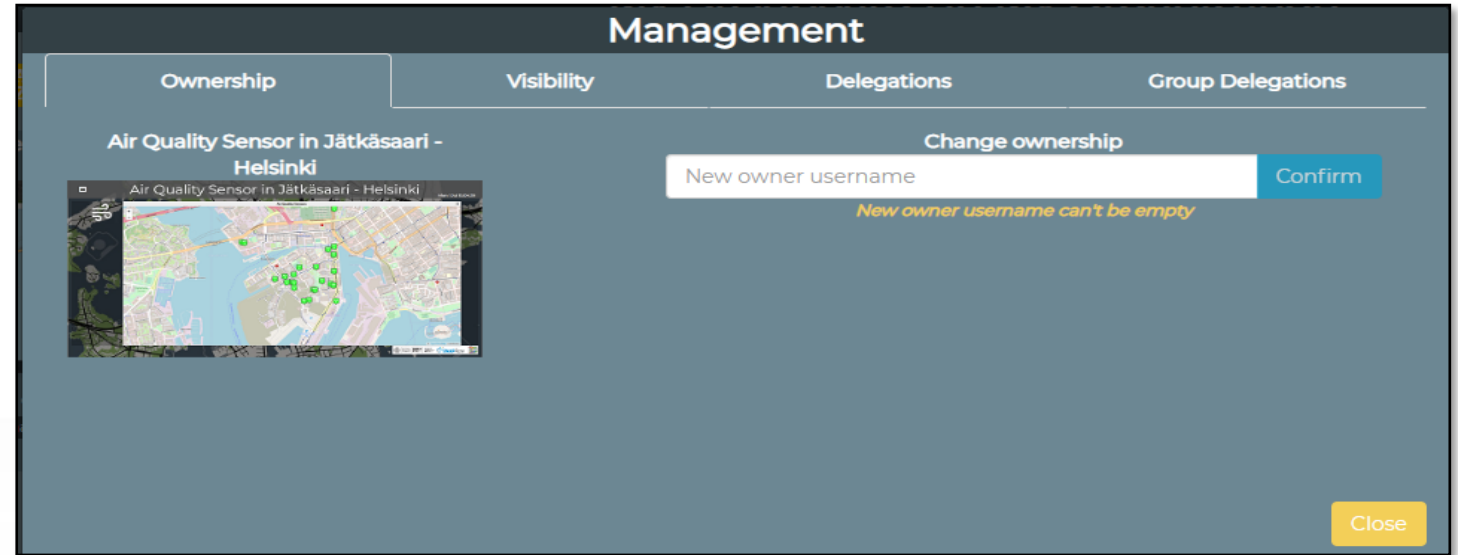 Management
Ownership
Visibility
Delegations
Group Delegations
Air Quality Sensor in Jätkäsaari -
Helsinki
Air Quality Sensor in Jätkäsaari - Helsinki
Change ownership
New owner username
Confirm
New owner username can't be empty
Close